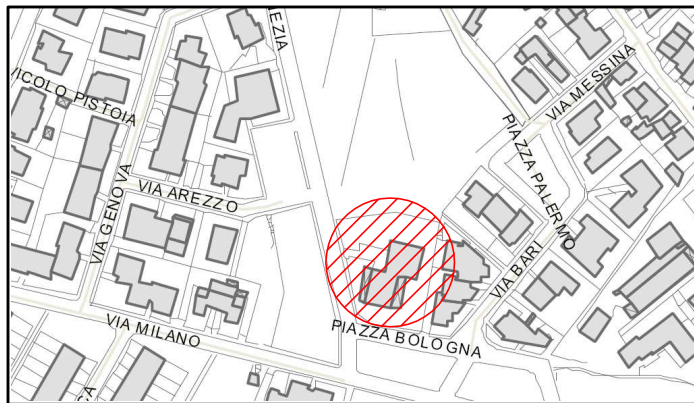 VICOLO PISTOIA
VIA GENOVA
VIA AREZZO
VIA MILANO
PIAZZA BOLOGNA
VIA BARI
PIAZZA PALERMO
VIA MESSINA